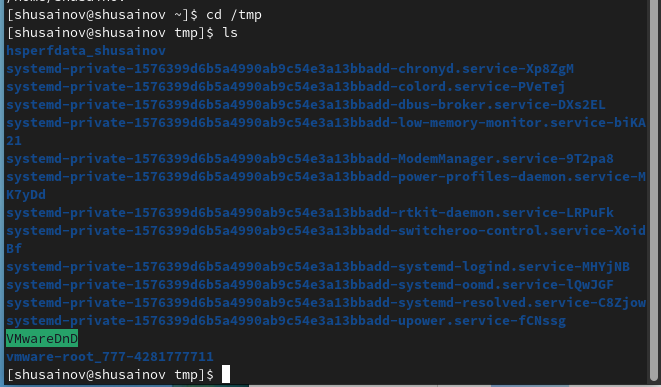 [shusainov@shusainov ~]$ cd /tmp
[shusainov@shusainov tmp]$ ls
hsperfdata_shusainov
systemd-private-1576399d6b5a4990ab9c54e3a13bbadd-chronyd.service-Xp8ZgM
systemd-private-1576399d6b5a4990ab9c54e3a13bbadd-colord.service-PVeTej
systemd-private-1576399d6b5a4990ab9c54e3a13bbadd-dbus-broker.service-DXs2EL
systemd-private-1576399d6b5a4990ab9c54e3a13bbadd-low-memory-monitor.service-biKA
21
systemd-private-1576399d6b5a4990ab9c54e3a13bbadd-ModemManager.service-9T2pa8
systemd-private-1576399d6b5a4990ab9c54e3a13bbadd-power-profiles-daemon.service-M
K7yDd
systemd-private-1576399d6b5a4990ab9c54e3a13bbadd-rtkit-daemon.service-LRPuFk
systemd-private-1576399d6b5a4990ab9c54e3a13bbadd-switcheroo-control.service-Xoid
Bf
systemd-private-1576399d6b5a4990ab9c54e3a13bbadd-systemd-logind.service-MHYjNB
systemd-private-1576399d6b5a4990ab9c54e3a13bbadd-systemd-oomd.service-lQwJGF
systemd-private-1576399d6b5a4990ab9c54e3a13bbadd-systemd-resolved.service-C8Zjow
systemd-private-1576399d6b5a4990ab9c54e3a13bbadd-upower.service-fCNssg
VMwareDnD
vmware-root_777-4281777711
[shusainov@shusainov tmp]$